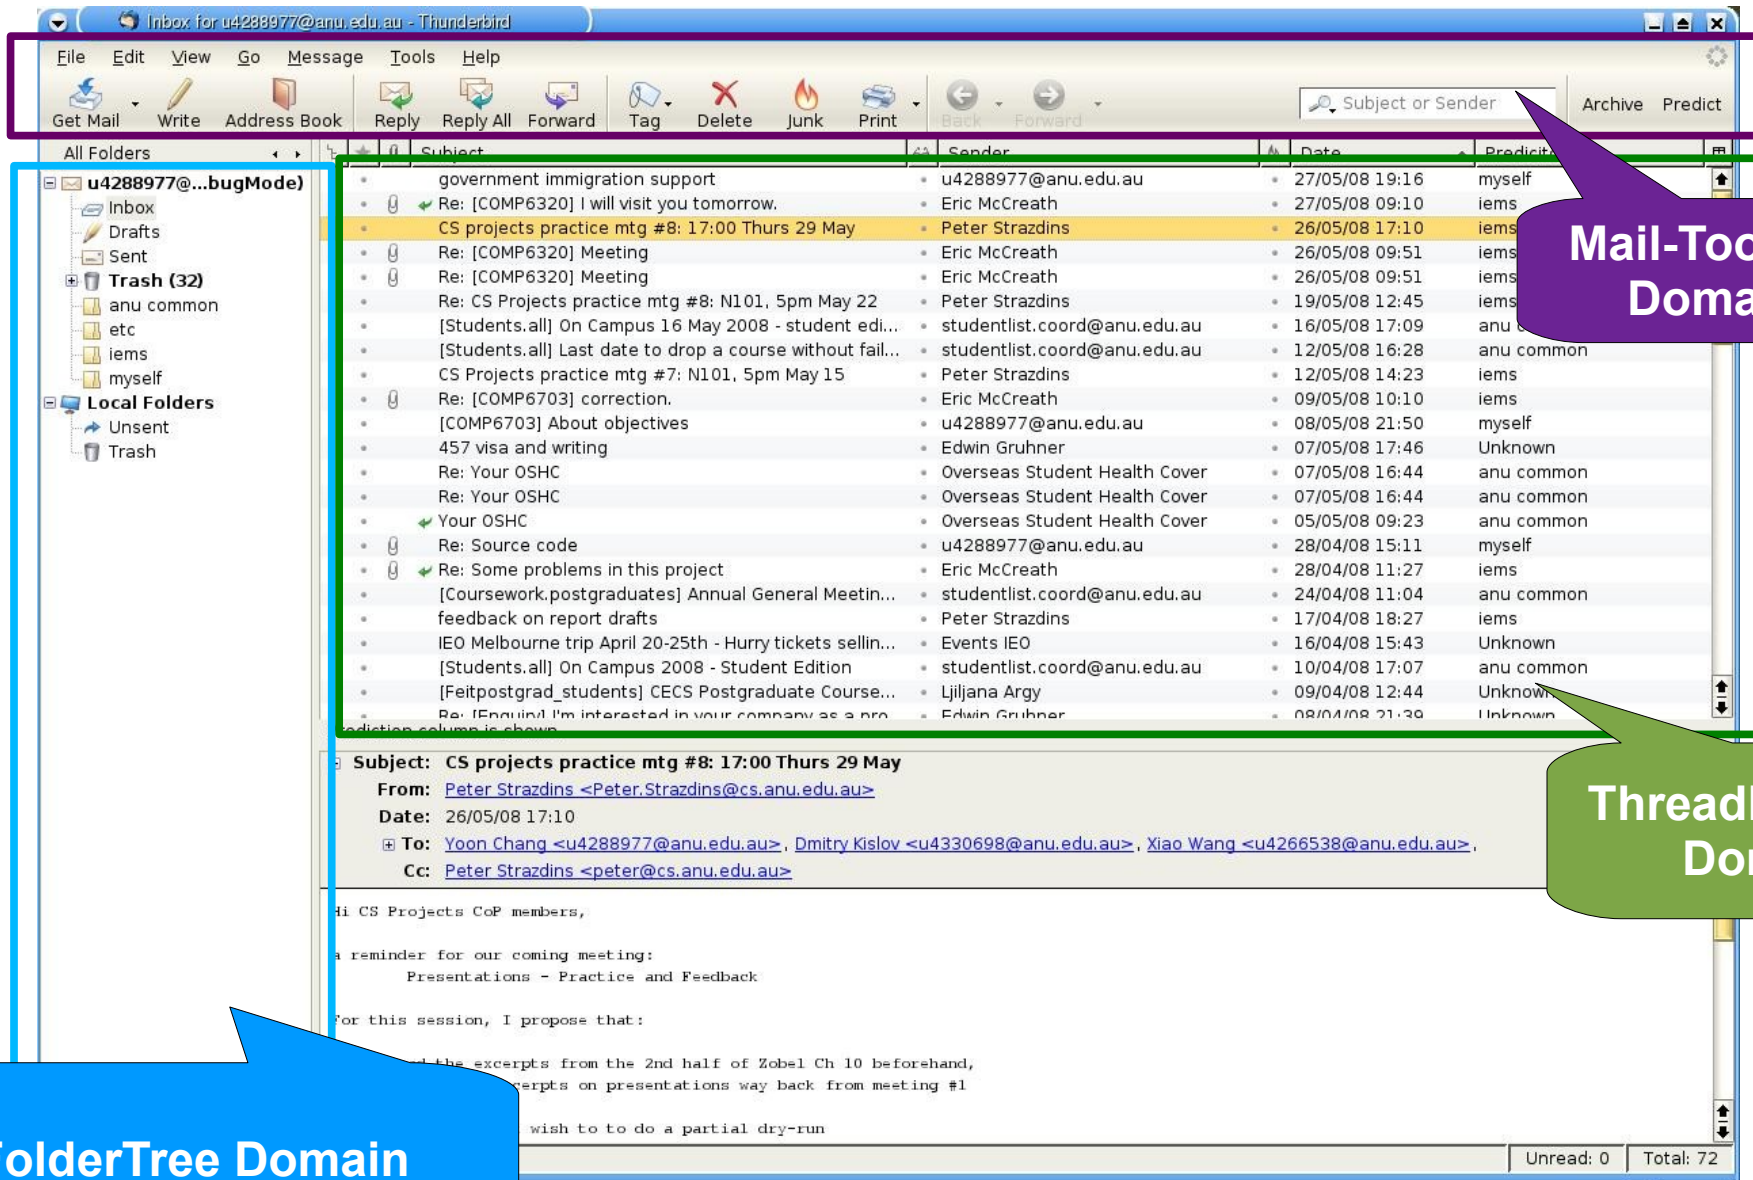 Inbox for u4288977@anu.edu.au - Thunderbird
File Edit View Go Message Tools Help
Get Mail Write Address Book Reply Reply All Forward Tag Delete Junk Print Back Forward Subject or Sender Archive Predict
All Folders Subject Sender Date
u4288977@...bugMode)
Inbox
Drafts
Sent
Trash (32)
anu common
etc
iems
myself
Local Folders
Unsent
Trash
government immigration support u4288977@anu.edu.au 27/05/08 19:16 myself
Re: [COMP6320] I will visit you tomorrow. Eric McCreath 27/05/08 09:10 iems
CS projects practice mtg #8: 17:00 Thurs 29 May Peter Strazdins 26/05/08 17:10 iems
Re: [COMP6320] Meeting Eric McCreath 26/05/08 09:51 iems
Re: [COMP6320] Meeting Eric McCreath 26/05/08 09:51 iems
Re: CS Projects practice mtg #8: N101, 5pm May 22 Peter Strazdins 19/05/08 12:45 iems
[Students.all] On Campus 16 May 2008 - student edi... studentlist.coord@anu.edu.au 16/05/08 17:09 anu
[Students.all] Last date to drop a course without fail... studentlist.coord@anu.edu.au 12/05/08 16:28 anu common
CS Projects practice mtg #7: N101, 5pm May 15 Peter Strazdins 12/05/08 14:23 iems
Re: [COMP6703] correction. Eric McCreath 09/05/08 10:10 iems
[COMP6703] About objectives u4288977@anu.edu.au 08/05/08 21:50 myself
457 visa and writing Edwin Gruhner 07/05/08 17:46 Unknown
Re: Your OSHC Overseas Student Health Cover 07/05/08 16:44 anu common
Re: Your OSHC Overseas Student Health Cover 07/05/08 16:44 anu common
Your OSHC Overseas Student Health Cover 05/05/08 09:23 anu common
Re: Source code u4288977@anu.edu.au 28/04/08 15:11 myself
Re: Some problems in this project Eric McCreath 28/04/08 11:27 iems
[Coursework.postgraduates] Annual General Meetin... studentlist.coord@anu.edu.au 24/04/08 11:04 anu common
feedback on report drafts Peter Strazdins 17/04/08 18:27 iems
IEO Melbourne trip April 20-25th - Hurry tickets sellin... Events IEO 16/04/08 15:43 Unknown
[Students.all] On Campus 2008 - Student Edition studentlist.coord@anu.edu.au 10/04/08 17:07 anu common
[Feitpostgrad_students] CECS Postgraduate Course... Ljiljana Argy 09/04/08 12:44 Unknown
Re: [Enquiry] I'm interested in your company as a pro Edwin Gruhner 08/04/08 21:39 Unknown
column is shown
Subject: CS projects practice mtg #8: 17:00 Thurs 29 May
From: Peter Strazdins <Peter.Strazdins@cs.anu.edu.au>
Date: 26/05/08 17:10
To: Yoon Chang <u4288977@anu.edu.au>, Dmitry Kislov <u4330698@anu.edu.au>, Xiao Wang <u4266538@anu.edu.au>,
Cc: Peter Strazdins <peter@cs.anu.edu.au>
Hi CS Projects CoP members,
a reminder for our coming meeting:
Presentations - Practice and Feedback
For this session, I propose that:
the excerpts from the 2nd half of Zobel Ch 10 beforehand,
on presentations way back from meeting #1
wish to to do a partial dry-run
Unread: 0 Total: 72
Mail-Too
Doma
Thread
Do
FolderTree Domain